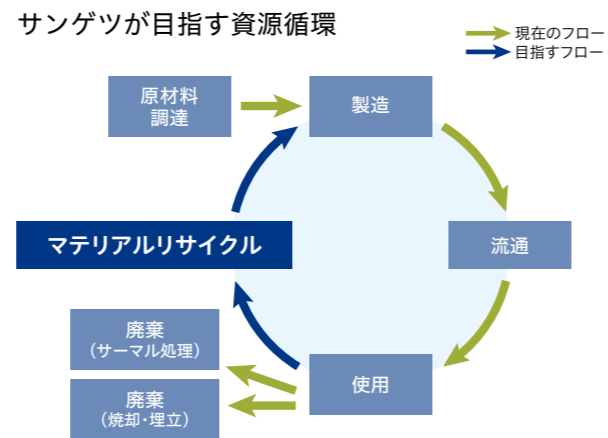 サンゲツが目指す資源循環
現在のフロー
目指すフロー
原材料
調達
製造
マテリアルリサイクル
流通
廃棄
（サーマル処理）
使用
廃棄
（焼却・埋立）